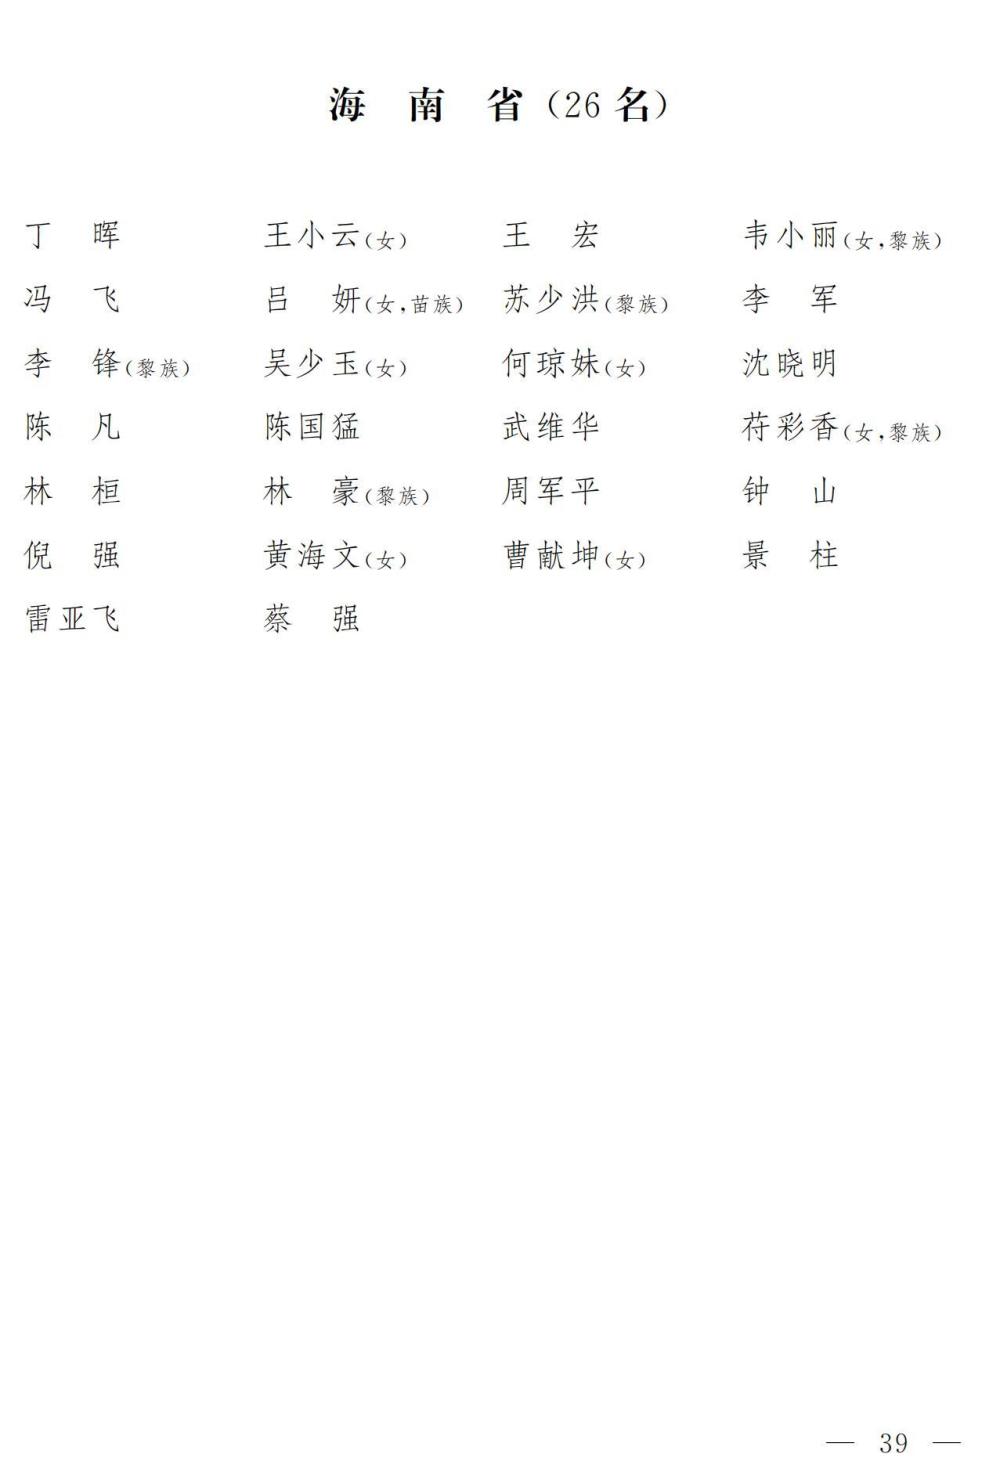 海　南　省（26 名）
丁　晖　王小云（女）　王　宏　韦小丽（女，黎族）
冯　飞　吕　妍（女，苗族）　苏少洪（黎族）　李　军
李　锋（黎族）　吴少玉（女）　何琼妹（女）　沈晓明
陈　凡　陈国猛　武维华　苻彩香（女，黎族）
林　桓　林　豪（黎族）　周军平　钟　山
倪　强　黄海文（女）　曹献坤（女）　景　柱
雷亚飞　蔡　强
— 39 —